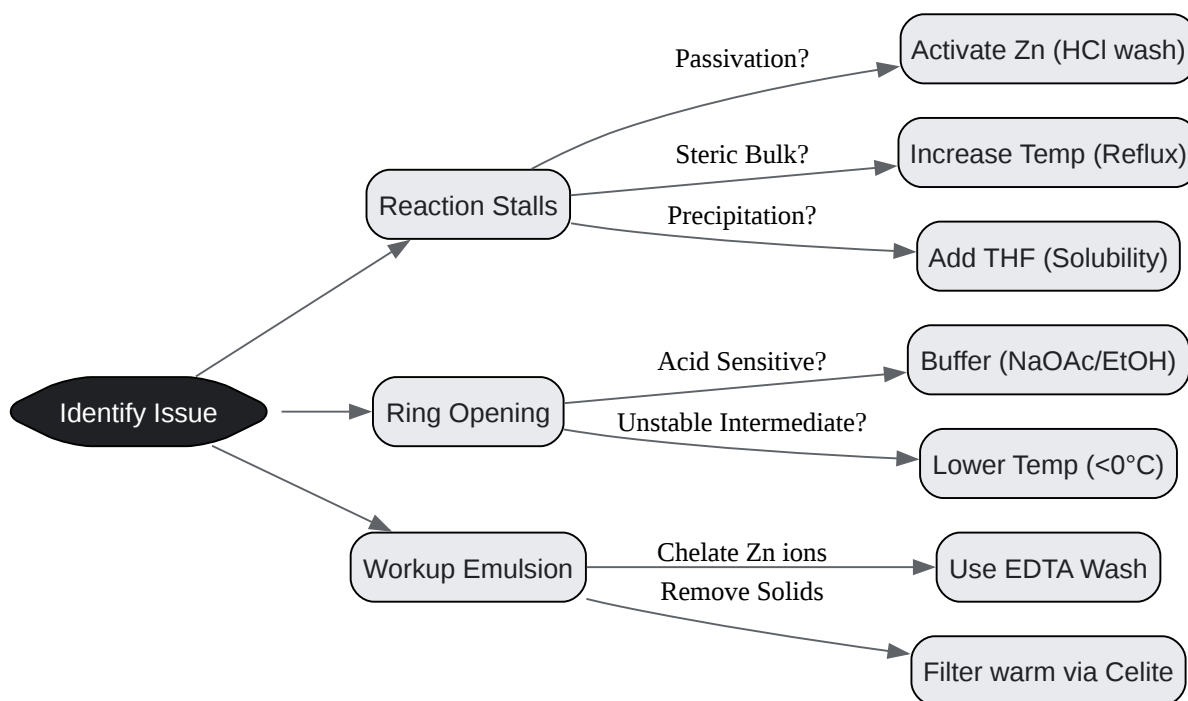 Identify Issue
Reaction Stalls
Passivation?
Activate Zn (HCl wash)
Steric Bulk?
Increase Temp (Reflux)
Precipitation?
Add THF (Solubility)
Ring Opening
Acid Sensitive?
Buffer (NaOAc/EtOH)
Unstable Intermediate?
Lower Temp (<0°C)
Workup Emulsion
Chelate Zn ions
Use EDTA Wash
Remove Solids
Filter warm via Celite